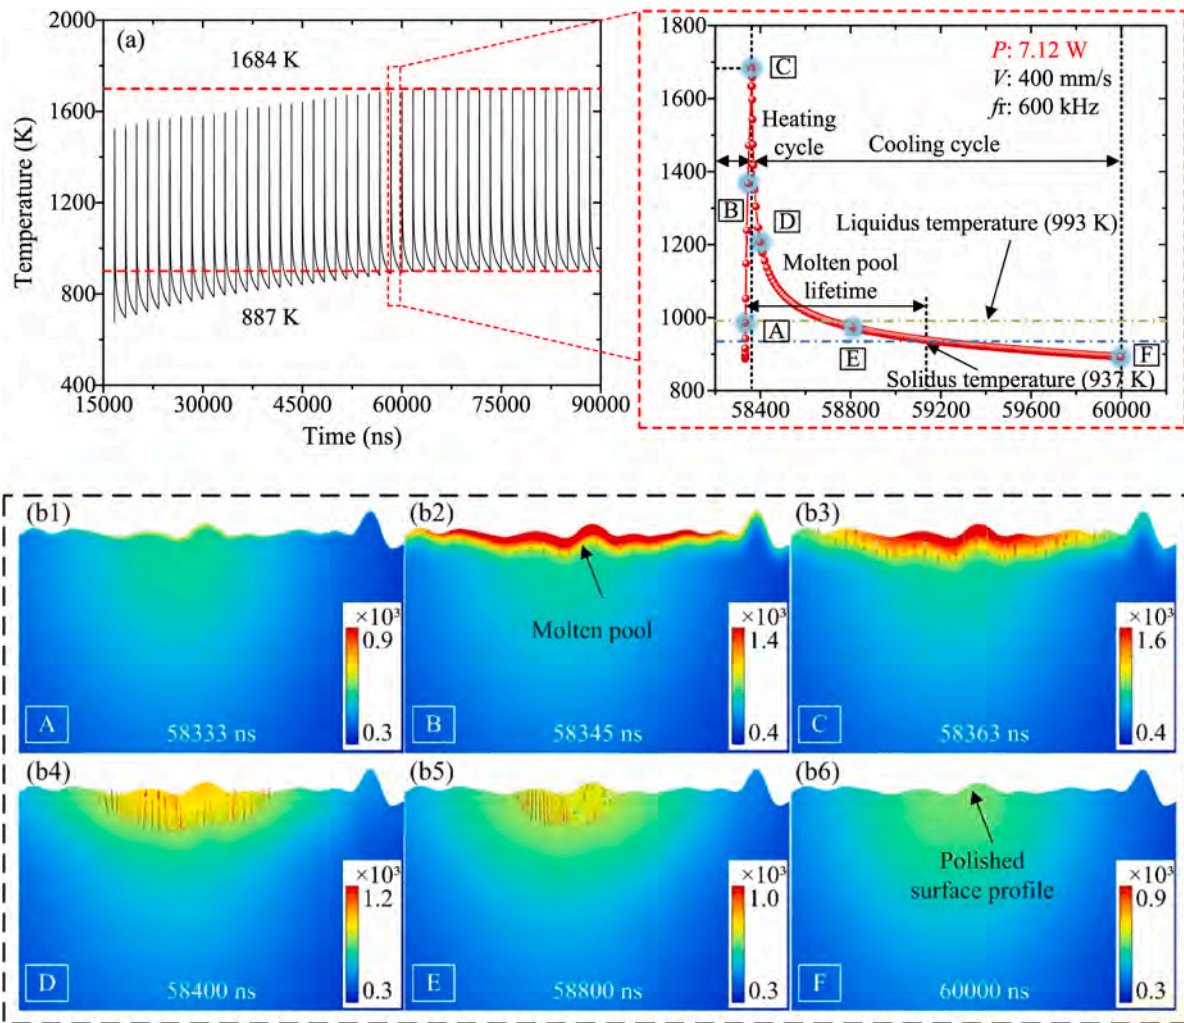 (a)
1684 K
887 K
Temperature (K)
2000
1600
1200
800
400
15000 30000 45000 60000 75000 90000
Time (ns)
1800
1600
1400
1200
1000
800
58400 58800 59200 59600 60000
P: 7.12 W
V: 400 mm/s
fr: 600 kHz
C
Heating
cycle
Cooling cycle
B
D
Liquidus temperature (993 K)
Molten pool
lifetime
A
E
F
Solidus temperature (937 K)
(b1)
×10³
0.9
0.3
A
58333 ns
(b2)
Molten pool
×10³
1.4
0.4
B
58345 ns
(b3)
×10³
1.6
0.4
C
58363 ns
(b4)
×10³
1.2
0.3
D
58400 ns
(b5)
×10³
1.0
0.3
E
58800 ns
(b6)
Polished
surface profile
×10³
0.9
0.3
F
60000 ns